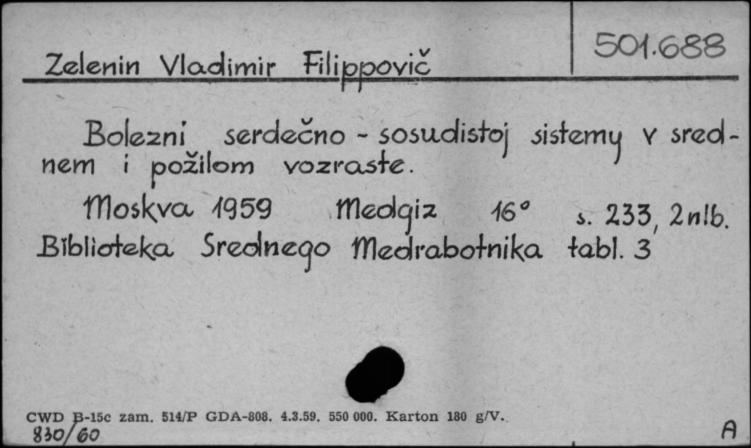 501.688
Zelenin Vladimir Filippovič
Bolezni serdečno - sosudistoj sistemy v sred-
nem i požilom vozraste.
Moskva 1959 Medgiz 16° s. 233, 2nlb.
Biblioteka Srednego Medrabotnika tabl. 3
CWD B-15c zam. 514/P GDA-808. 4.3.59. 550 000. Karton 180 g/V.
830/60
A